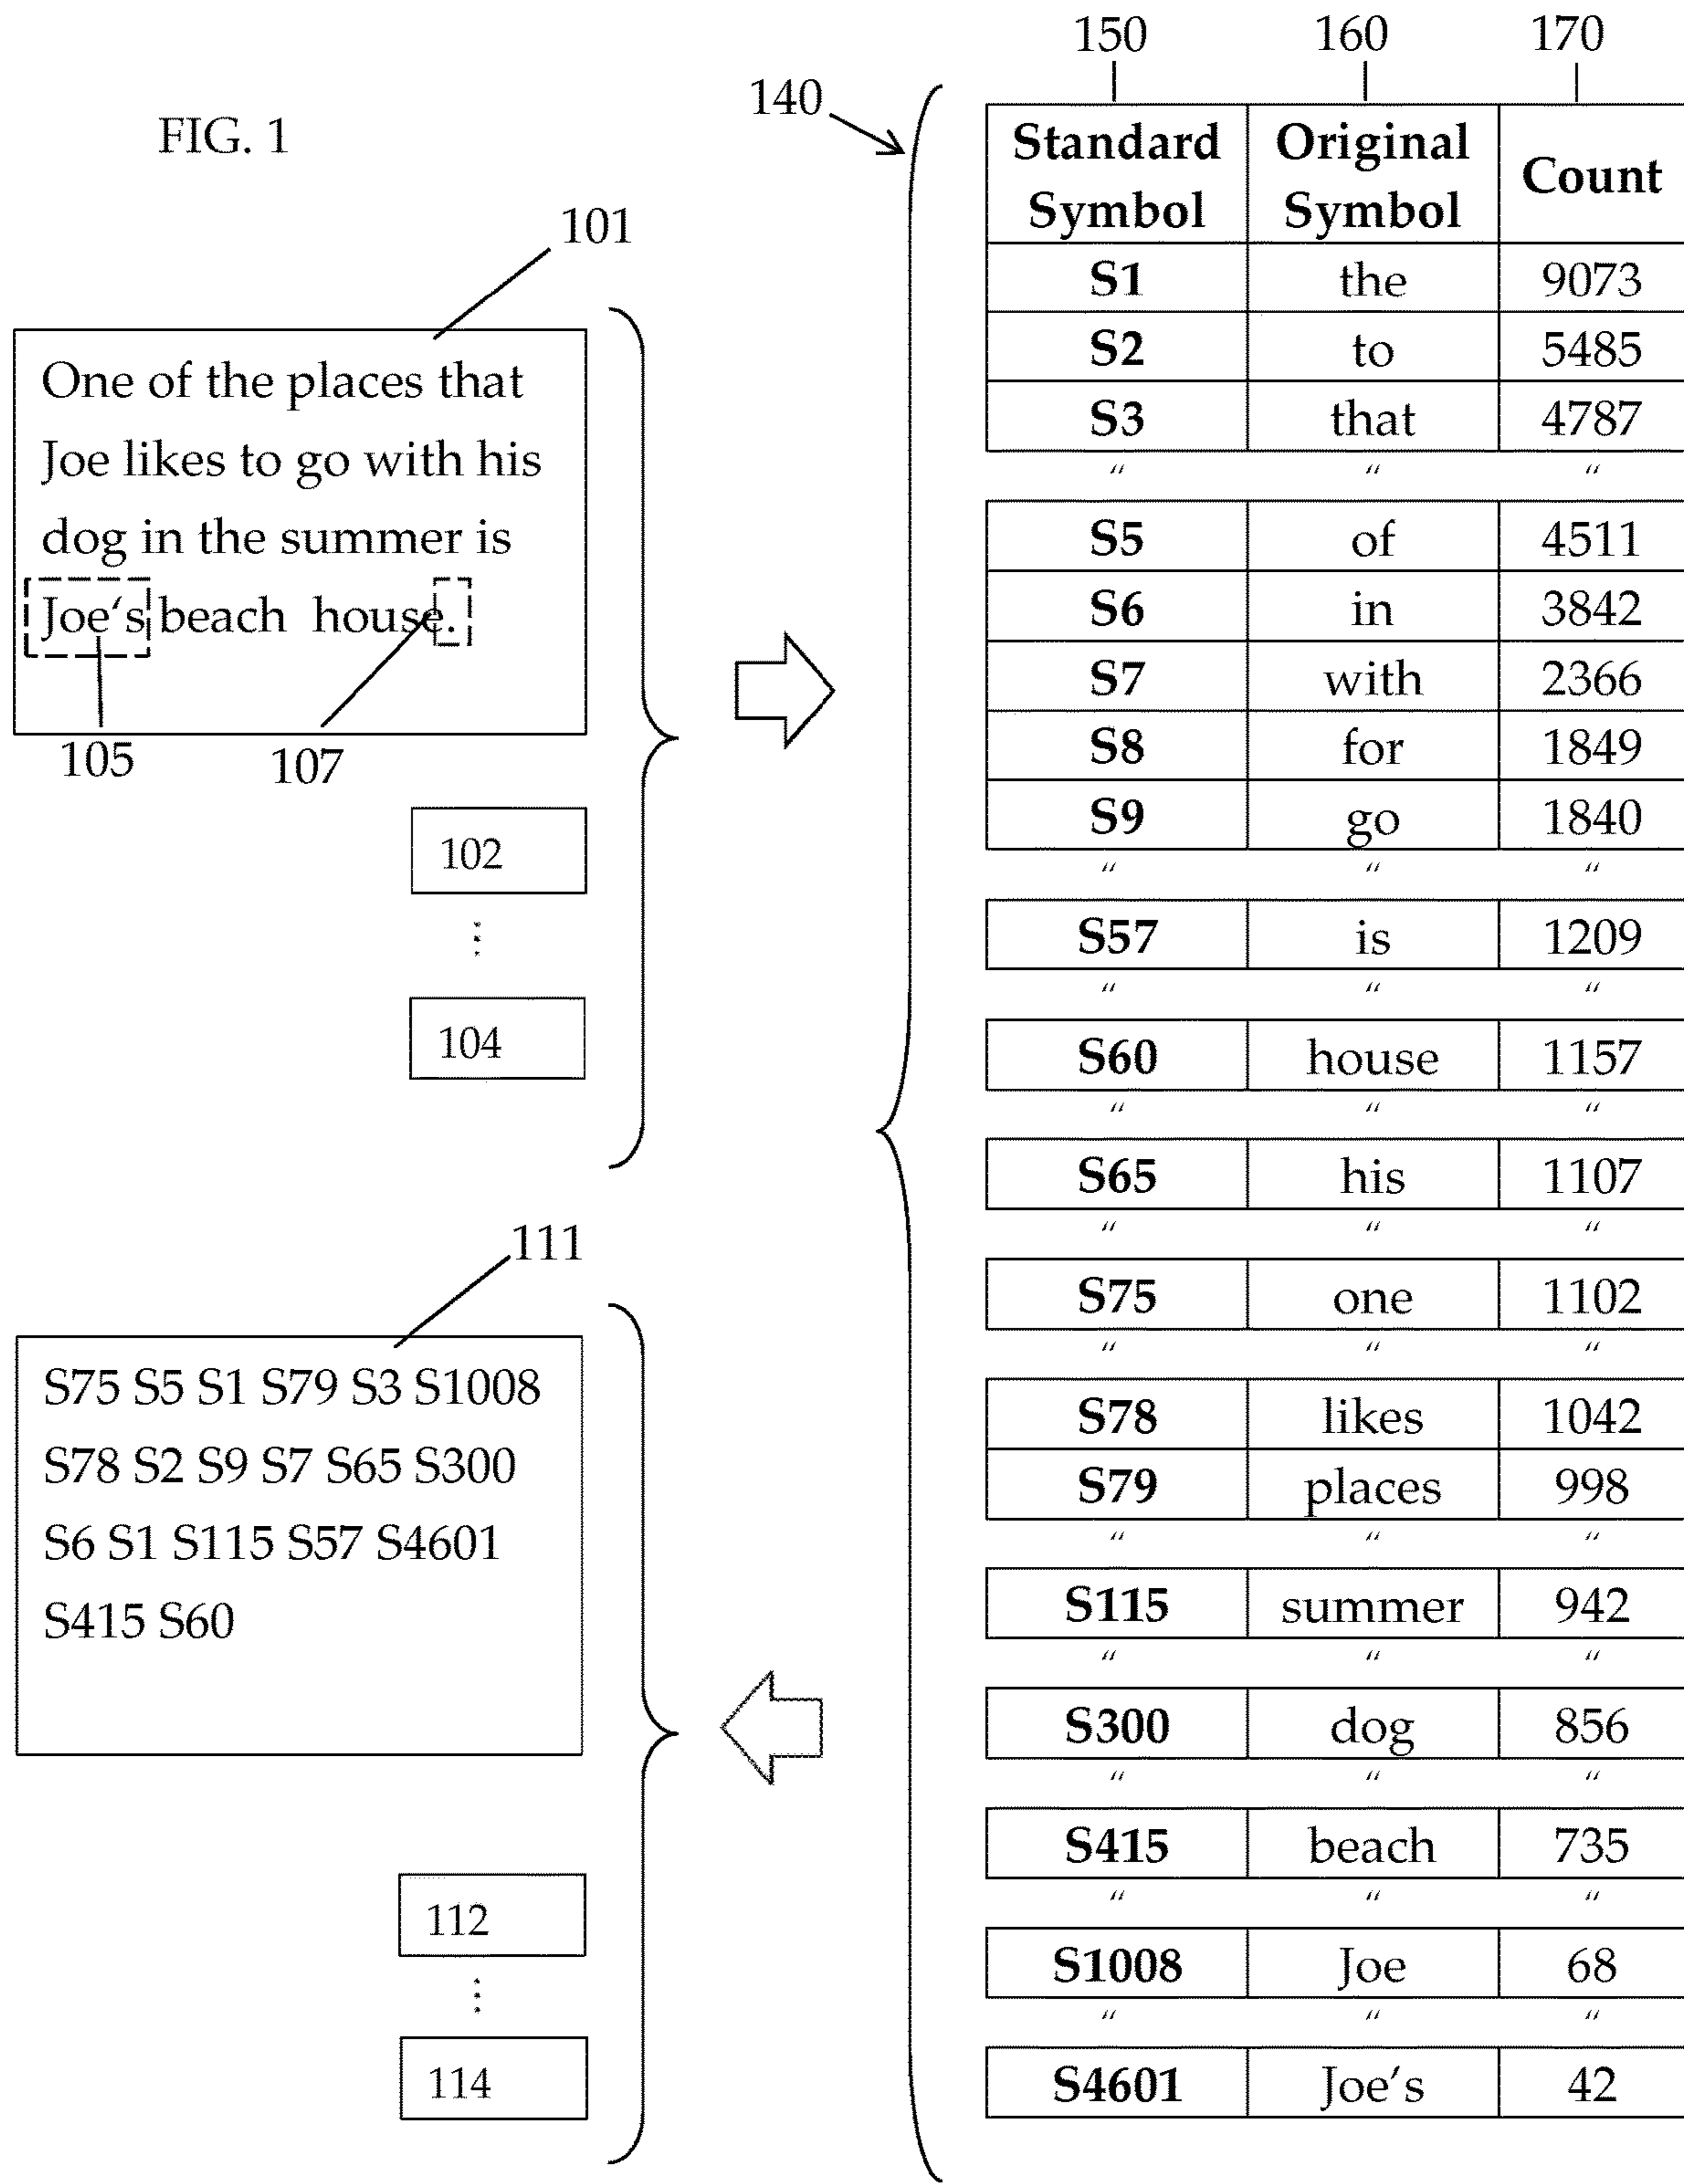 FIG. 1
101
One of the places that
Joe likes to go with his
dog in the summer is
Joe‘s beach house.
105
107
102
104
111
S75 S5 S1 S79 S3 S1008
S78 S2 S9 S7 S65 S300
S6 S1 S115 S57 S4601
S415 S60
112
114
140
150 160 170
Standard Symbol Original Symbol Count
S1 the 9073
S2 to 5485
S3 that 4787
“ “ “
S5 of 4511
S6 in 3842
S7 with 2366
S8 for 1849
S9 go 1840
“ “ “
S57 is 1209
“ “ “
S60 house 1157
“ “ “
S65 his 1107
“ “ “
S75 one 1102
“ “ “
S78 likes 1042
S79 places 998
“ “ “
S115 summer 942
“ “ “
S300 dog 856
“ “ “
S415 beach 735
“ “ “
S1008 Joe 68
“ “ “
S4601 Joe’s 42